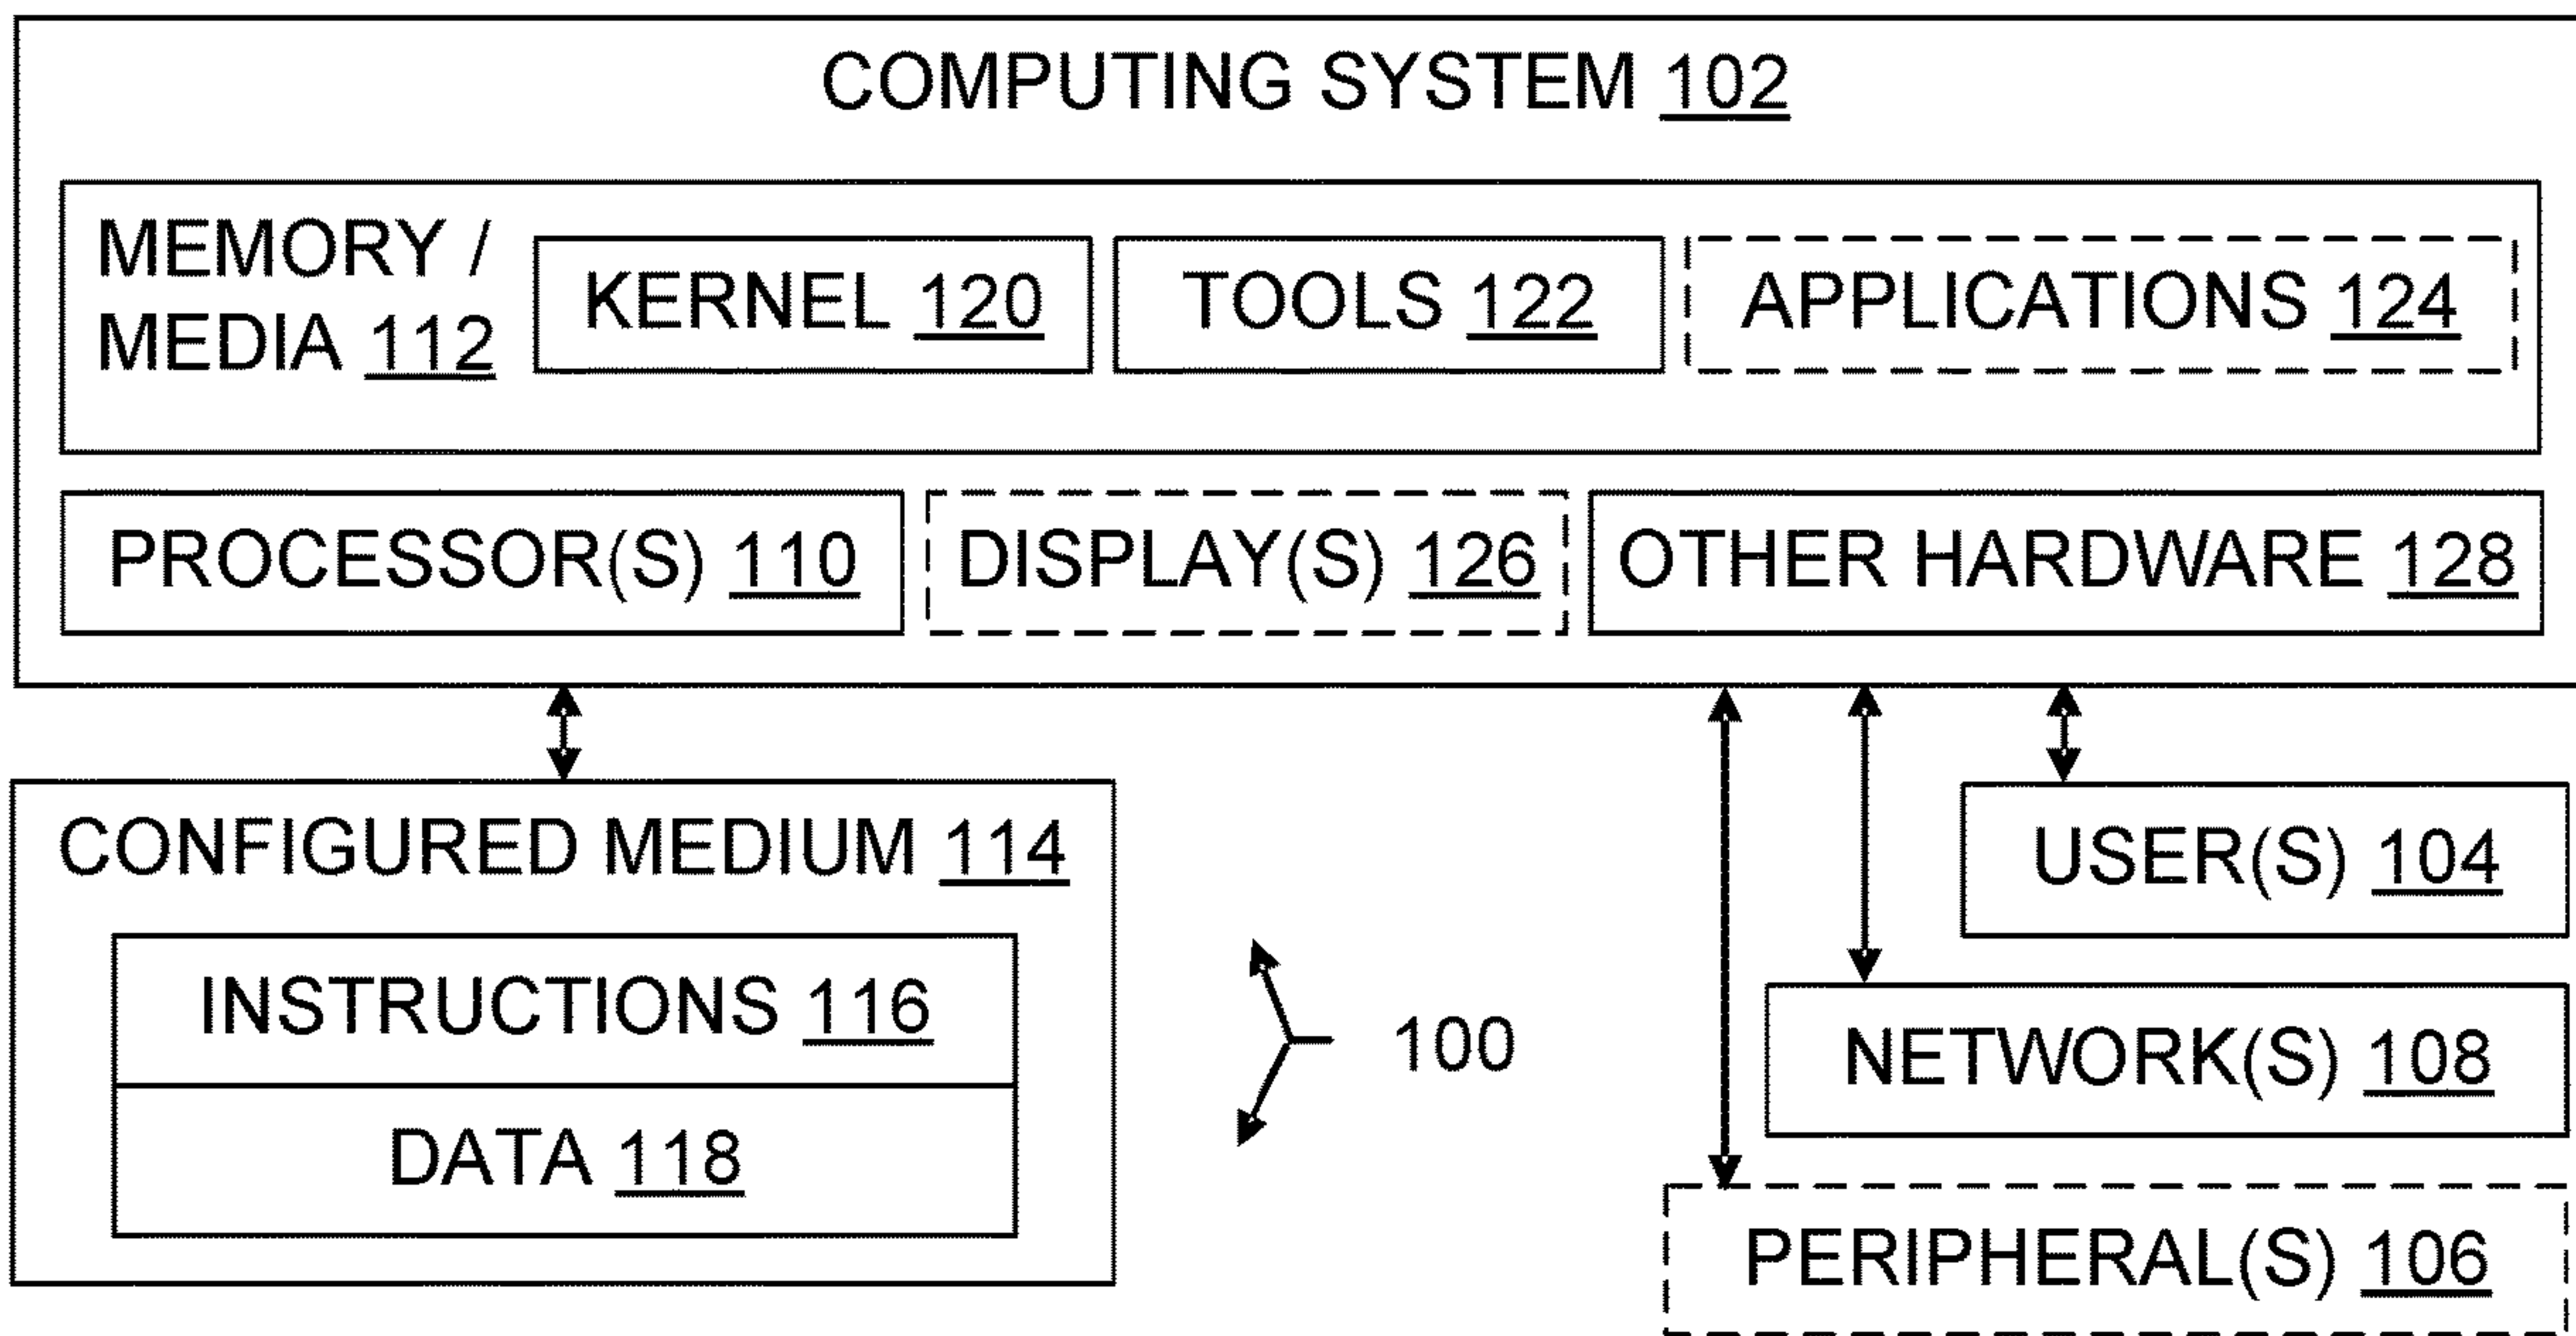 COMPUTING SYSTEM 102
MEMORY /
MEDIA 112
KERNEL 120
TOOLS 122
APPLICATIONS 124
PROCESSOR(S) 110
DISPLAY(S) 126
OTHER HARDWARE 128
CONFIGURED MEDIUM 114
INSTRUCTIONS 116
DATA 118
100
USER(S) 104
NETWORK(S) 108
PERIPHERAL(S) 106